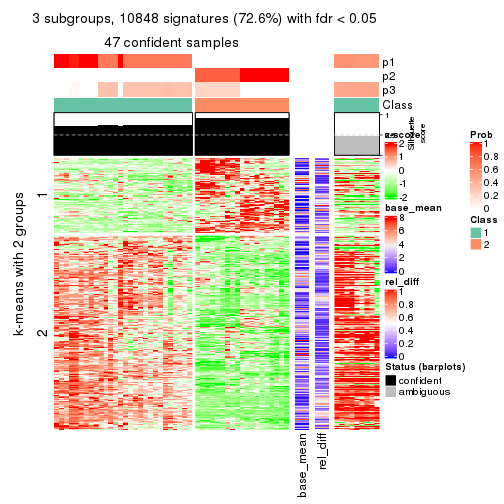 3 subgroups, 10848 signatures (72.6%) with fdr < 0.05
47 confident samples
p1
p2
p3
Class
1
Silhouette
score
z-score
2
1
0
-1
-2
base_mean
8
6
4
2
0
rel_diff
1
0.8
0.6
0.4
0.2
0
Status (barplots)
confident
ambiguous
Prob
1
0.8
0.6
0.4
0.2
0
Class
1
2
k-means with 2 groups
1
2
base_mean
rel_diff